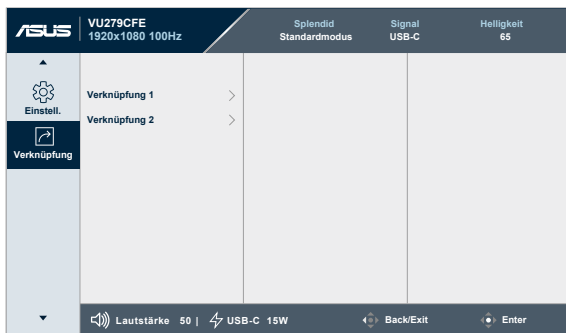 ASUS
VU279CFE
1920x1080 100Hz
Splendid
Standardmodus
Signal
USB-C
Helligkeit
65
Einstell.
Verknüpfung
Verknüpfung 1
Verknüpfung 2
Lautstärke 50 | USB-C 15W
Back/Exit
Enter